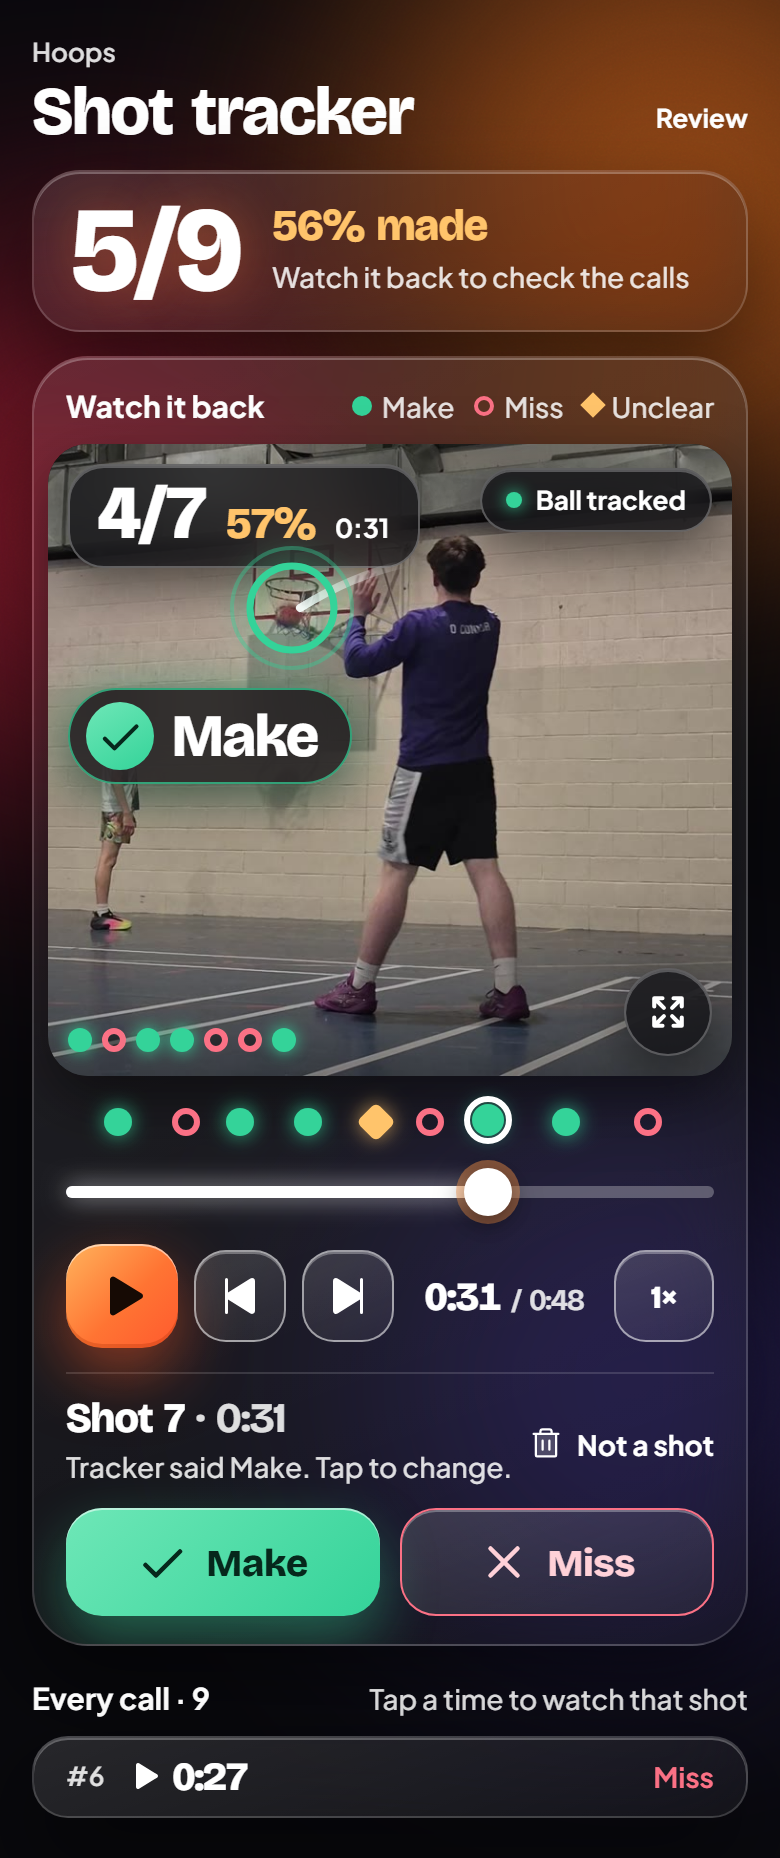 Hoops
Shot tracker
Review
5/9
56% made
Watch it back to check the calls
Watch it back
Make
Miss
Unclear
4/7 57% 0:31
Ball tracked
Make
0:31 / 0:48
1×
Shot 7 · 0:31
Tracker said Make. Tap to change.
Not a shot
Make
Miss
Every call · 9
Tap a time to watch that shot
#6 0:27 Miss